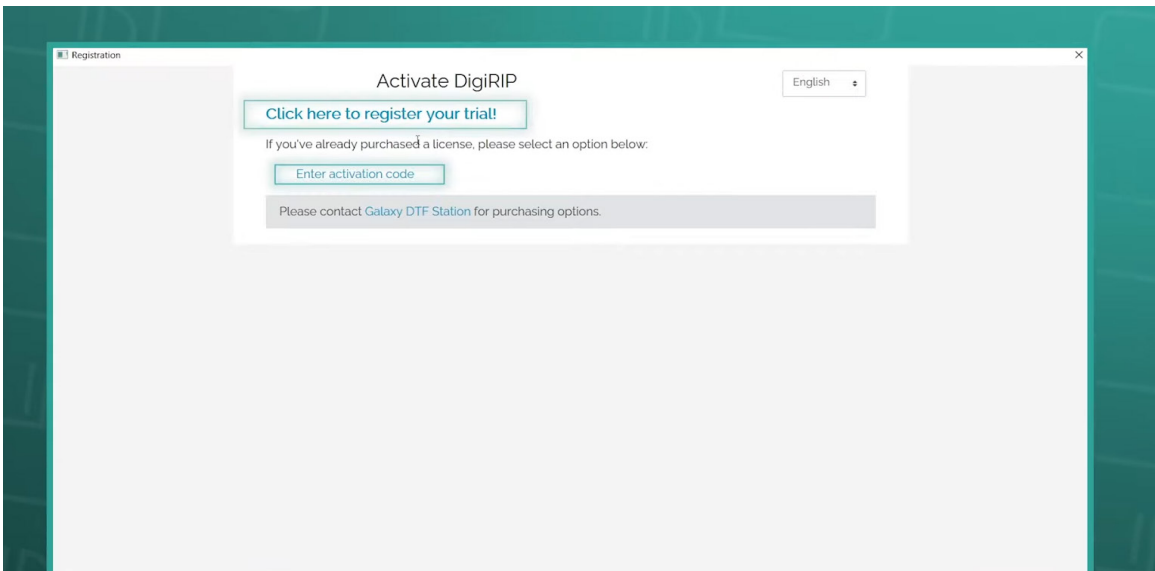 Registration
Activate DigiRIP
English
Click here to register your trial!
If you've already purchased a license, please select an option below:
Enter activation code
Please contact Galaxy DTF Station for purchasing options.